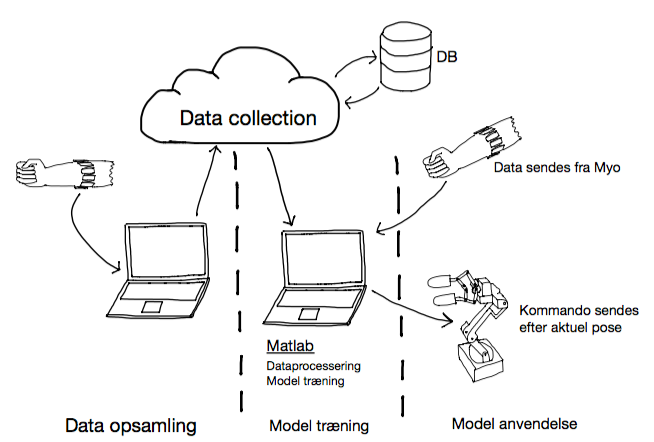 DB
Data collection
Data sendes fra Myo
Kommando sendes
efter aktuel pose
Matlab
Dataprocessering
Model træning
Data opsamling
Model træning
Model anvendelse